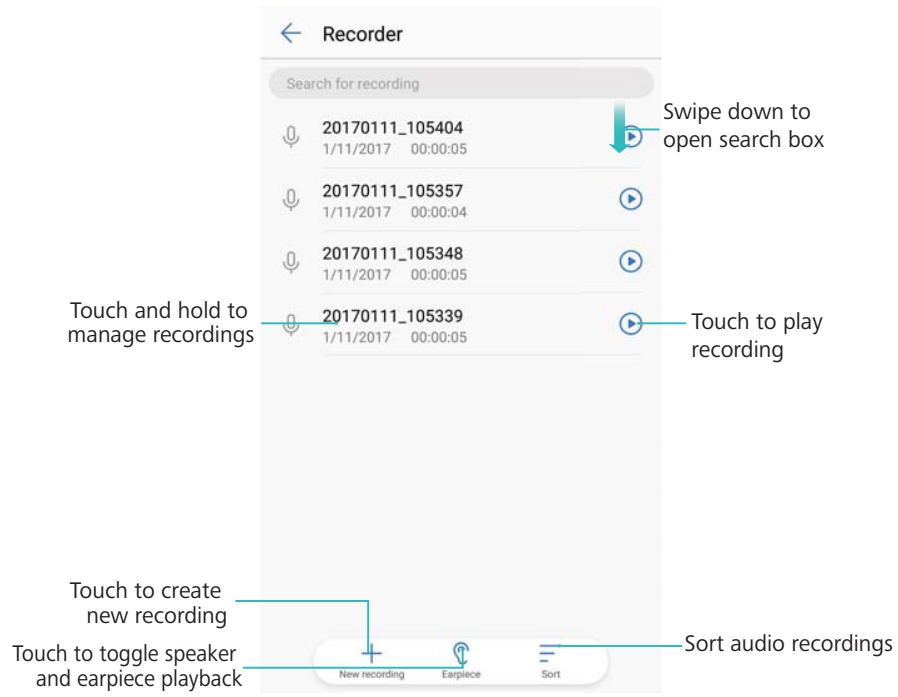 Recorder
Search for recording
Swipe down to
open search box
20170111_105404
1/11/2017 00:00:05
20170111_105357
1/11/2017 00:00:04
20170111_105348
1/11/2017 00:00:05
Touch and hold to
manage recordings
20170111_105339
1/11/2017 00:00:05
Touch to play
recording
Touch to create
new recording
Touch to toggle speaker
and earpiece playback
New recording
Earpiece
Sort
Sort audio recordings